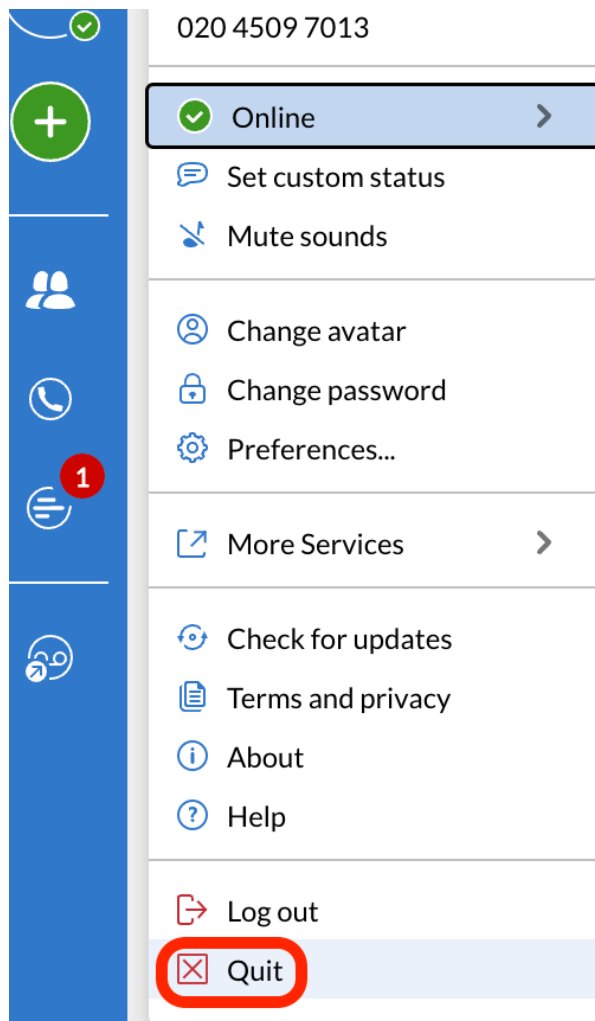 020 4509 7013
Online
Set custom status
Mute sounds
Change avatar
Change password
Preferences...
1
More Services
Check for updates
Terms and privacy
About
Help
Log out
Quit